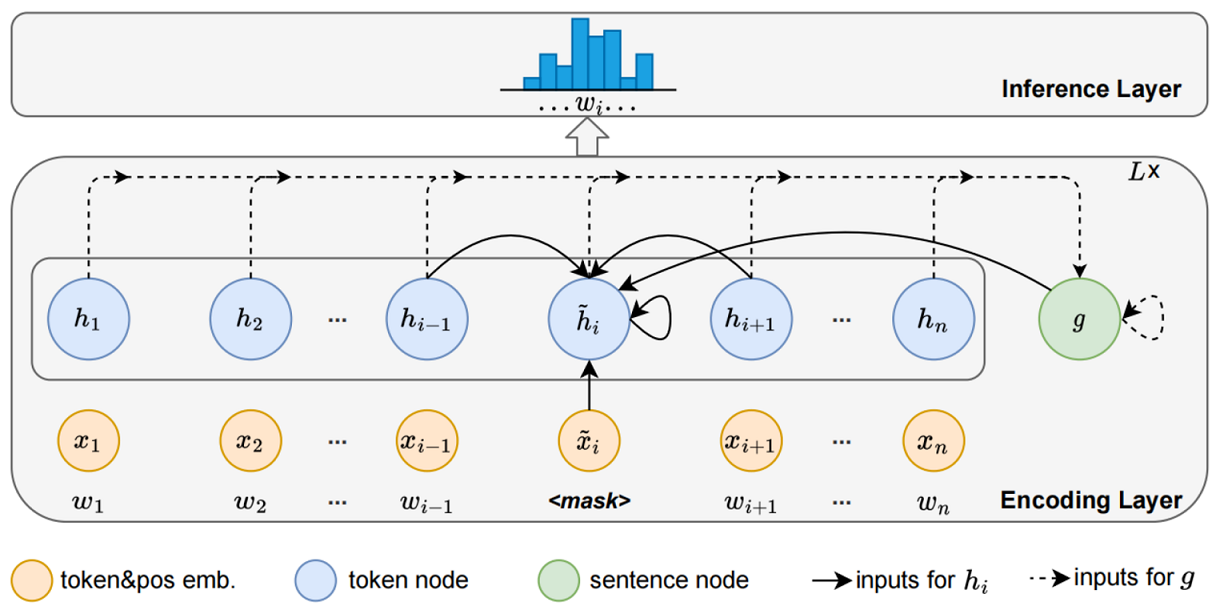 ...w_i...
Inference Layer
L×
h_1 h_2 ... h_{i−1} h̃_i h_{i+1} ... h_n g
x_1 x_2 ... x_{i−1} x̃_i x_{i+1} ... x_n
w_1 w_2 ... w_{i−1} <mask> w_{i+1} ... w_n Encoding Layer
token&pos emb. token node sentence node inputs for h_i inputs for g